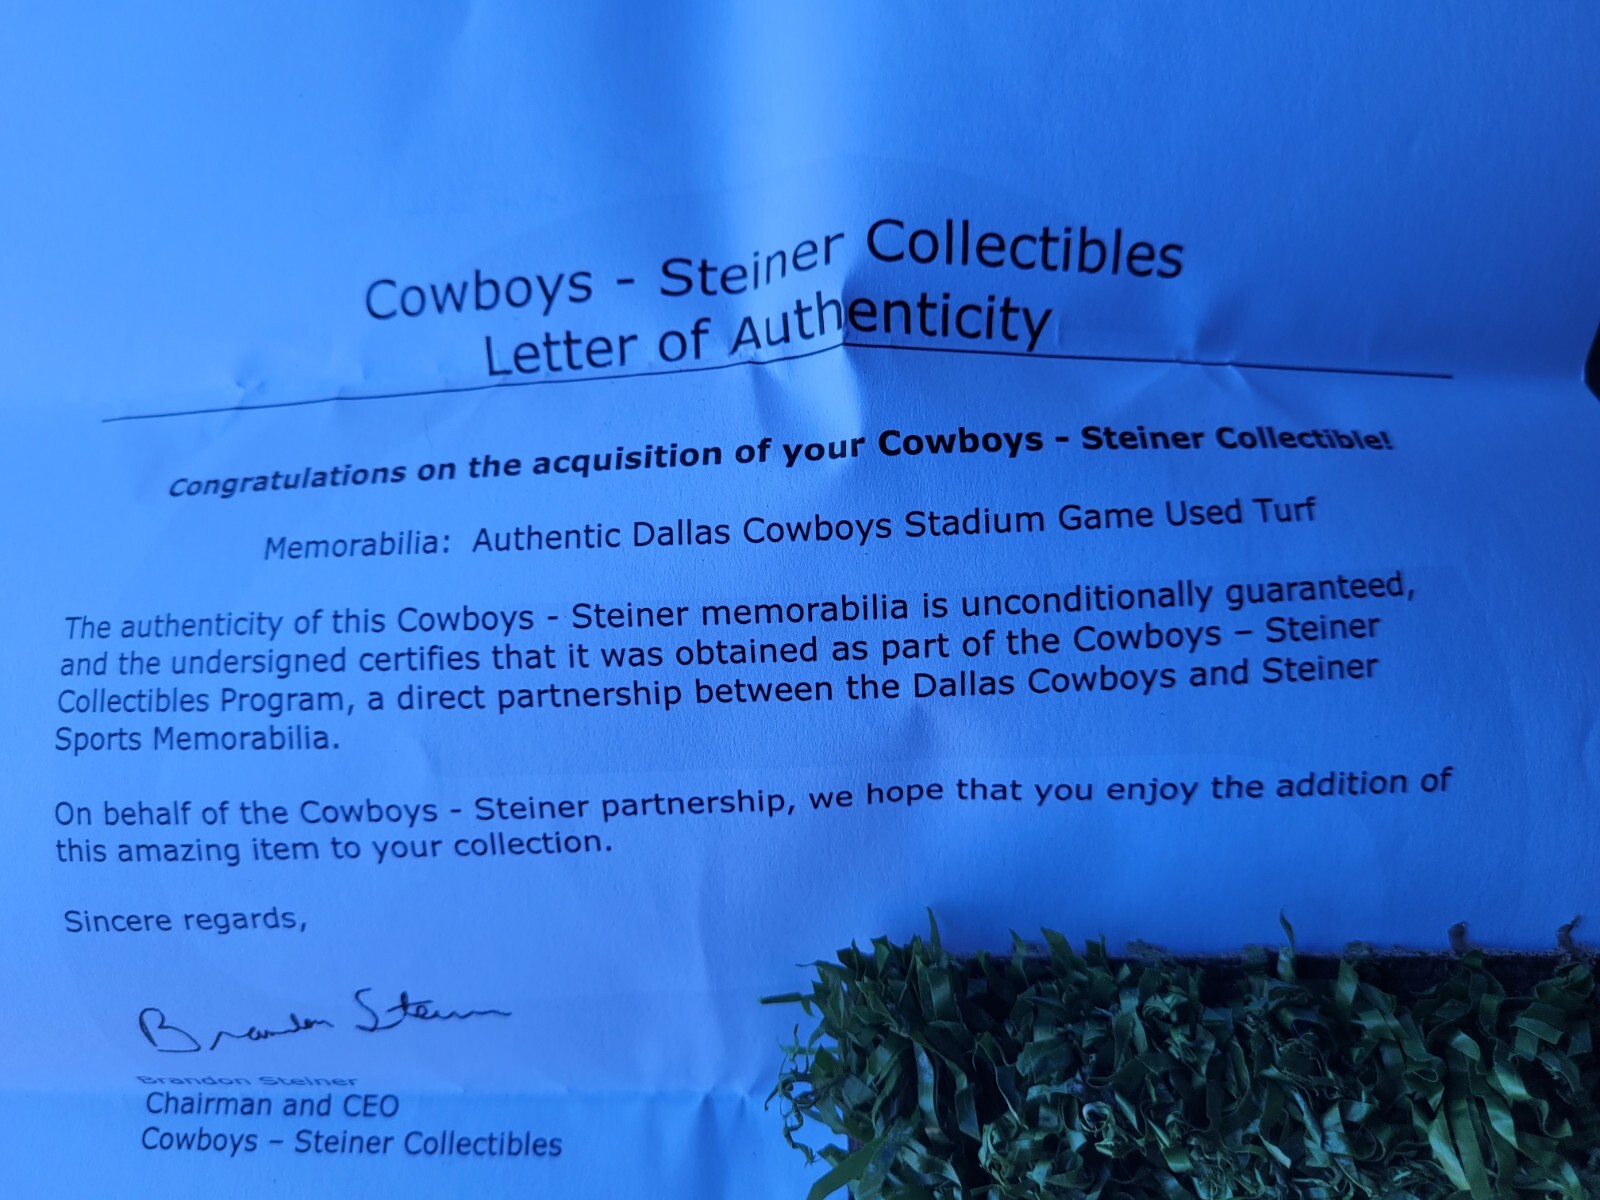 Cowboys - Steiner Collectibles
Letter of Authenticity
Congratulations on the acquisition of your Cowboys - Steiner Collectible!
Memorabilia: Authentic Dallas Cowboys Stadium Game Used Turf
The authenticity of this Cowboys - Steiner memorabilia is unconditionally guaranteed,
and the undersigned certifies that it was obtained as part of the Cowboys – Steiner
Collectibles Program, a direct partnership between the Dallas Cowboys and Steiner
Sports Memorabilia.
On behalf of the Cowboys - Steiner partnership, we hope that you enjoy the addition of
this amazing item to your collection.
Sincere regards,
Brandon Steiner
Brandon Steiner
Chairman and CEO
Cowboys – Steiner Collectibles